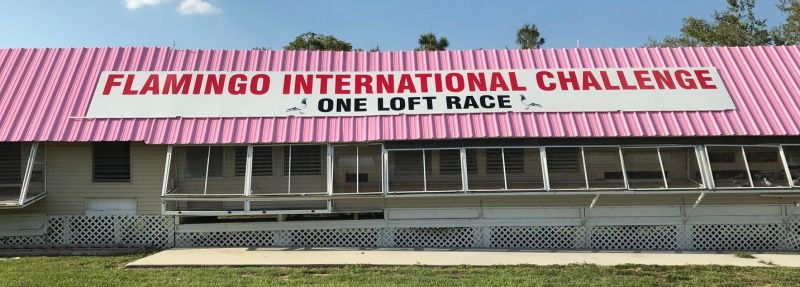 FLAMINGO INTERNATIONAL CHALLENGE
ONE LOFT RACE